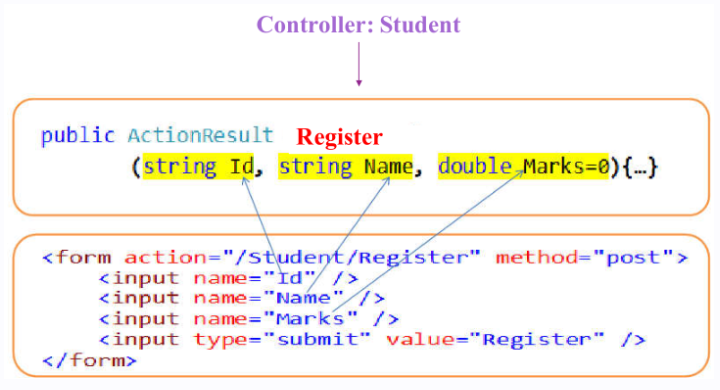 Controller: Student
public ActionResult Register
(string Id, string Name, double Marks=0){…}
<form action="/Student/Register" method="post">
<input name="Id" />
<input name="Name" />
<input name="Marks" />
<input type="submit" value="Register" />
</form>